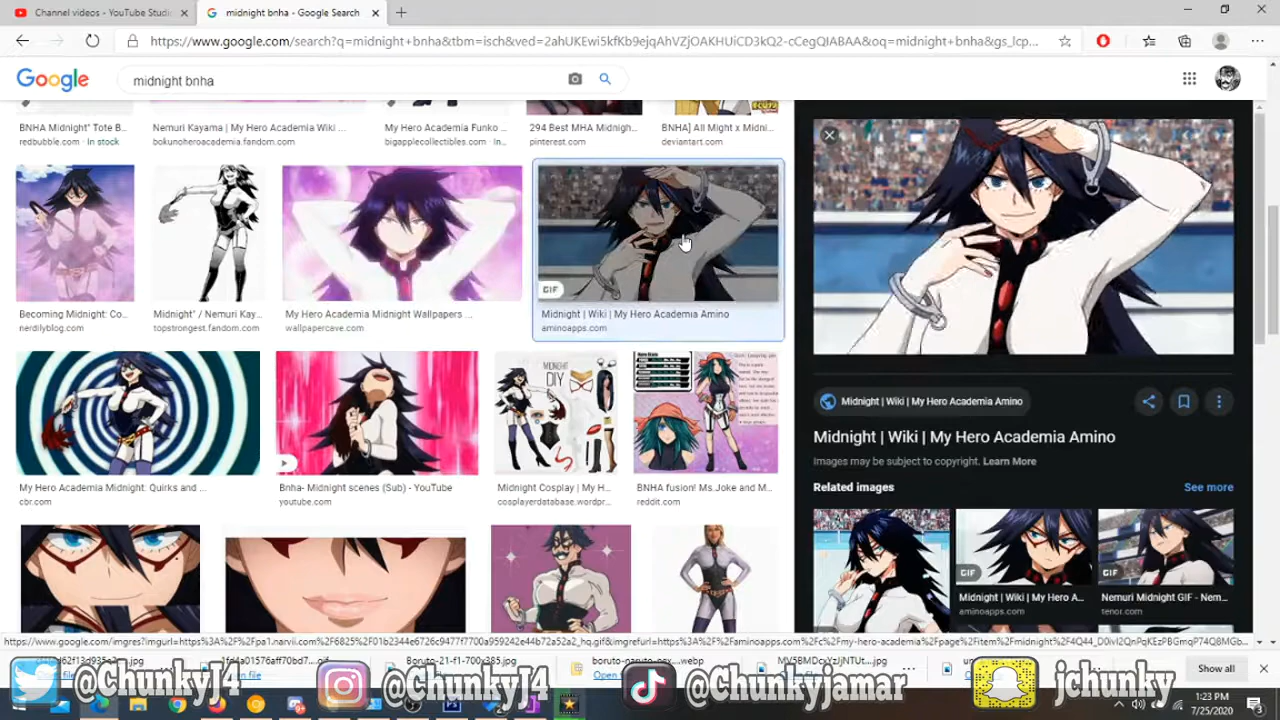 Channel videos - YouTube Studi
midnight bnha - Google Search
https://www.google.com/search?q=midnight+bnha&tbm=isch&ved=2ahUKEwi5kfKb9ejqAhVZjOAKHUiCD3kQ2-cCegQIABAA&oq=midnight+bnha&gs_lcp...
Google
midnight bnha
BNHA Midnight" Tote B...
redbubble.com · In stock
Nemuri Kayama | My Hero Academia Wiki ...
bokunoheroacademia.fandom.com
My Hero Academia Funko ...
bigapplecollectibles.com · In...
294 Best MHA Midnigh...
pinterest.com
BNHA] All Might x Midni...
deviantart.com
GIF
Becoming Midnight: Co...
nerdilyblog.com
Midnight" / Nemuri Kay...
topstrongest.fandom.com
My Hero Academia Midnight Wallpapers ...
wallpapercave.com
Midnight | Wiki | My Hero Academia Amino
aminoapps.com
MIDNIGHT
DIY
My Hero Academia Midnight: Quirks and ...
cbr.com
Bnha- Midnight scenes (Sub) - YouTube
youtube.com
Midnight Cosplay | My H...
cosplayerdatabase.wordpr...
BNHA fusion! Ms.Joke and M...
reddit.com
Midnight | Wiki | My Hero Academia Amino
Midnight | Wiki | My Hero Academia Amino
Images may be subject to copyright. Learn More
Related images
See more
GIF
GIF
Midnight | Wiki | My Hero A...
aminoapps.com
Nemuri Midnight GIF - Nem...
tenor.com
Show all
@ChunkyJ4
@ChunkyJ4
@Chunkyjamar
jchunky
1:23 PM
7/25/2020